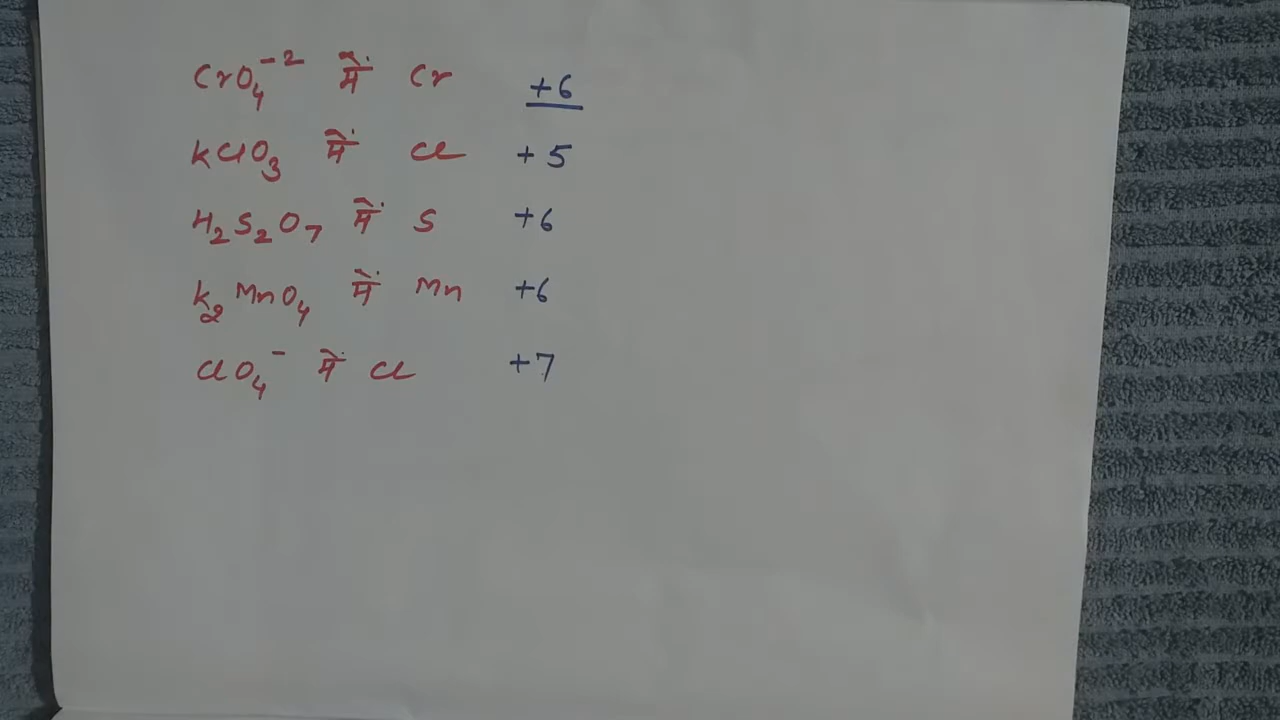 CrO₄⁻² में Cr +6
KClO₃ में Cl +5
H₂S₂O₇ में S +6
K₂MnO₄ में Mn +6
ClO₄⁻ में Cl +7